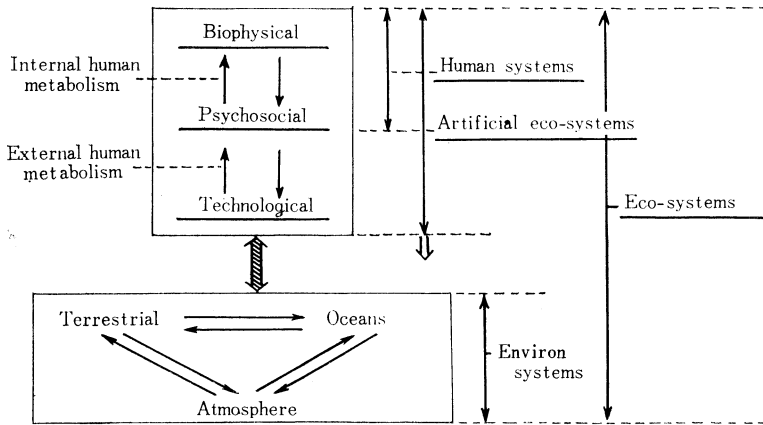 Biophysical
Internal human
metabolism
Human systems
Psychosocial
Artificial eco-systems
External human
metabolism
Technological
Eco-systems
Terrestrial
Oceans
Environ
systems
Atmosphere